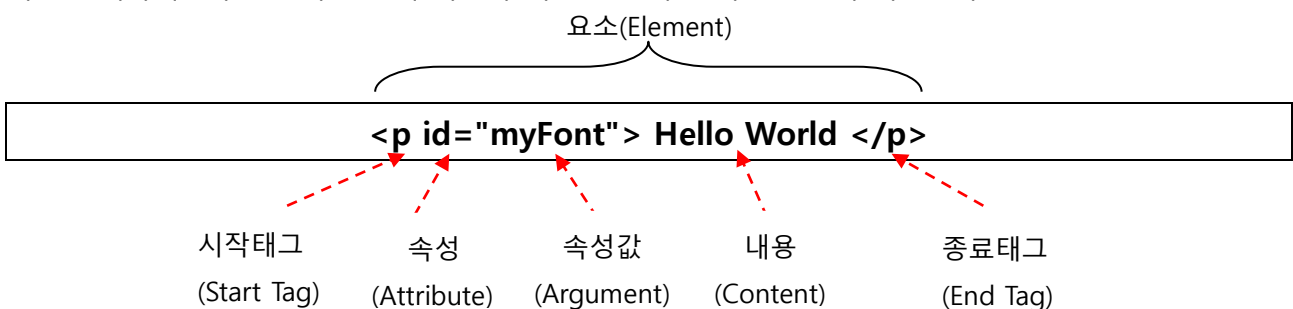 요소(Element)
<p id="myFont"> Hello World </p>
시작태그 속성 속성값 내용 종료태그
(Start Tag) (Attribute) (Argument) (Content) (End Tag)